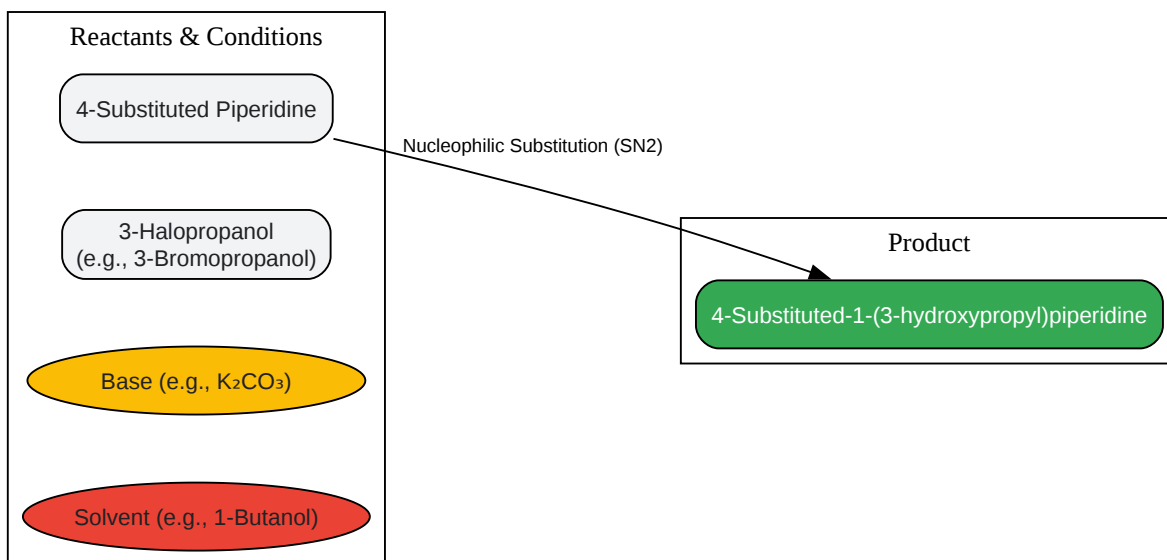 Reactants & Conditions
4-Substituted Piperidine
Nucleophilic Substitution (SN2)
3-Halopropanol
(e.g., 3-Bromopropanol)
Product
4-Substituted-1-(3-hydroxypropyl)piperidine
Base (e.g., K₂CO₃)
Solvent (e.g., 1-Butanol)